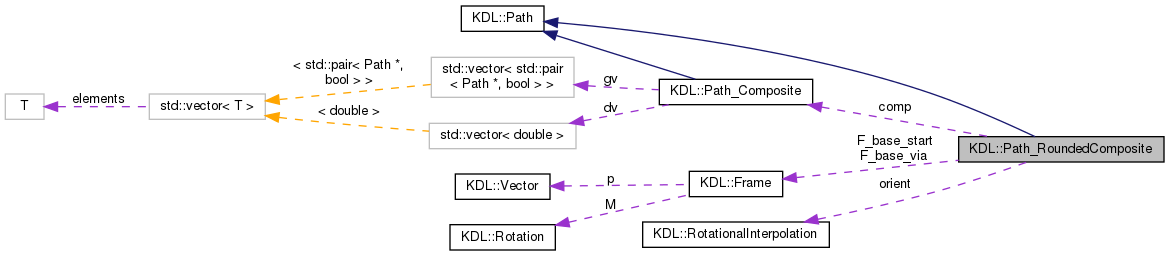 KDL::Path
< std::pair< Path *,
bool > >
std::vector< std::pair
< Path *, bool > >
gv
KDL::Path_Composite
T
elements
std::vector< T >
< double >
dv
comp
std::vector< double >
F_base_start
F_base_via
KDL::Path_RoundedComposite
KDL::Vector
p
KDL::Frame
orient
M
KDL::Rotation
KDL::RotationalInterpolation